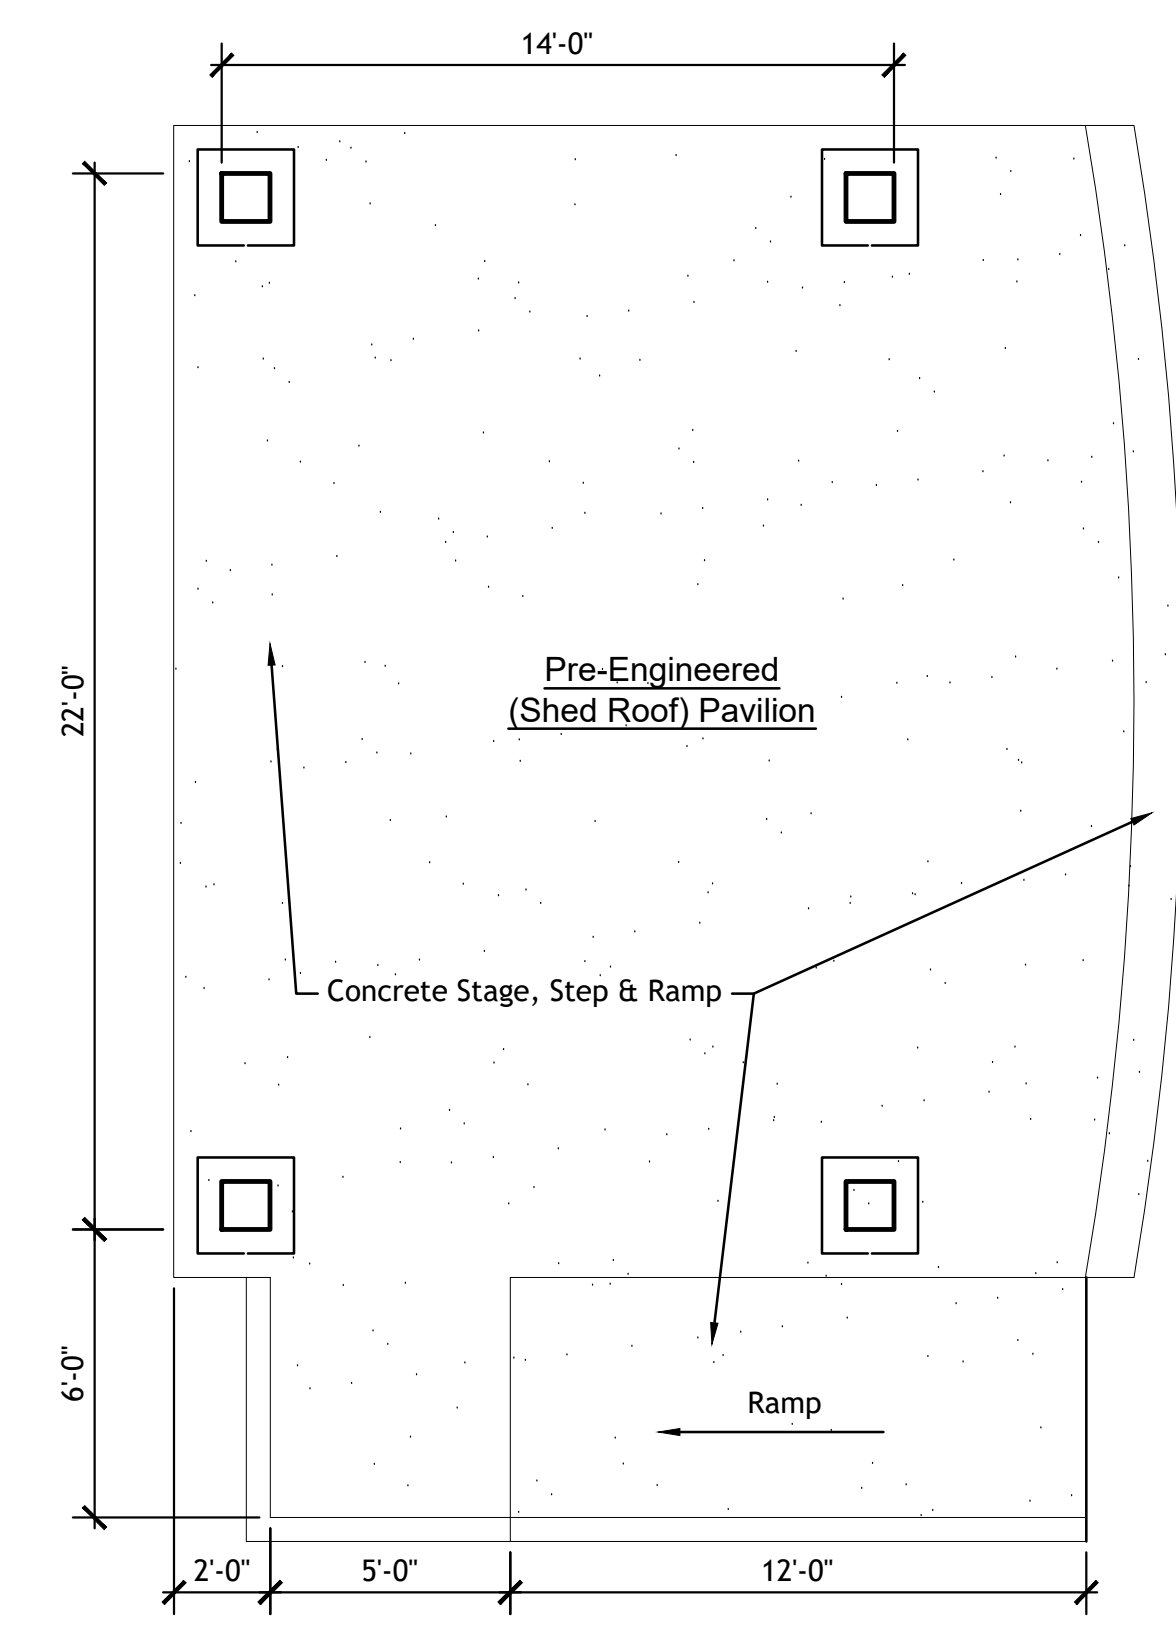 14'-0"
22'-0"
Pre-Engineered
(Shed Roof) Pavilion
Concrete Stage, Step & Ramp
6'-0"
Ramp
2'-0"
5'-0"
12'-0"